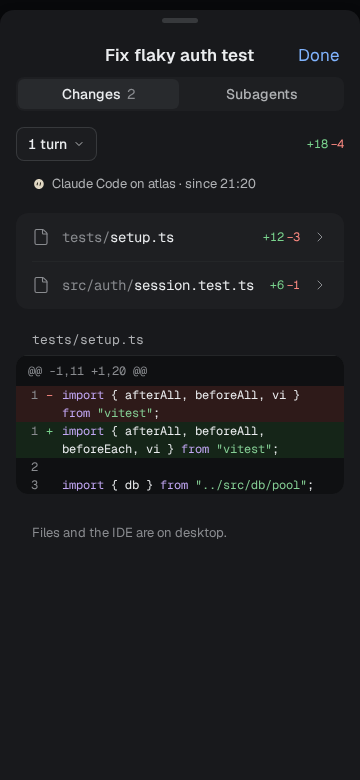 Fix flaky auth test
Done
Changes 2
Subagents
1 turn
+18 −4
Claude Code on atlas · since 21:20
tests/setup.ts
+12 −3
src/auth/session.test.ts
+6 −1
tests/setup.ts
@@ -1,11 +1,20 @@
1 − import { afterAll, beforeAll, vi }
from "vitest";
1 + import { afterAll, beforeAll,
beforeEach, vi } from "vitest";
2
3 import { db } from "../src/db/pool";
Files and the IDE are on desktop.